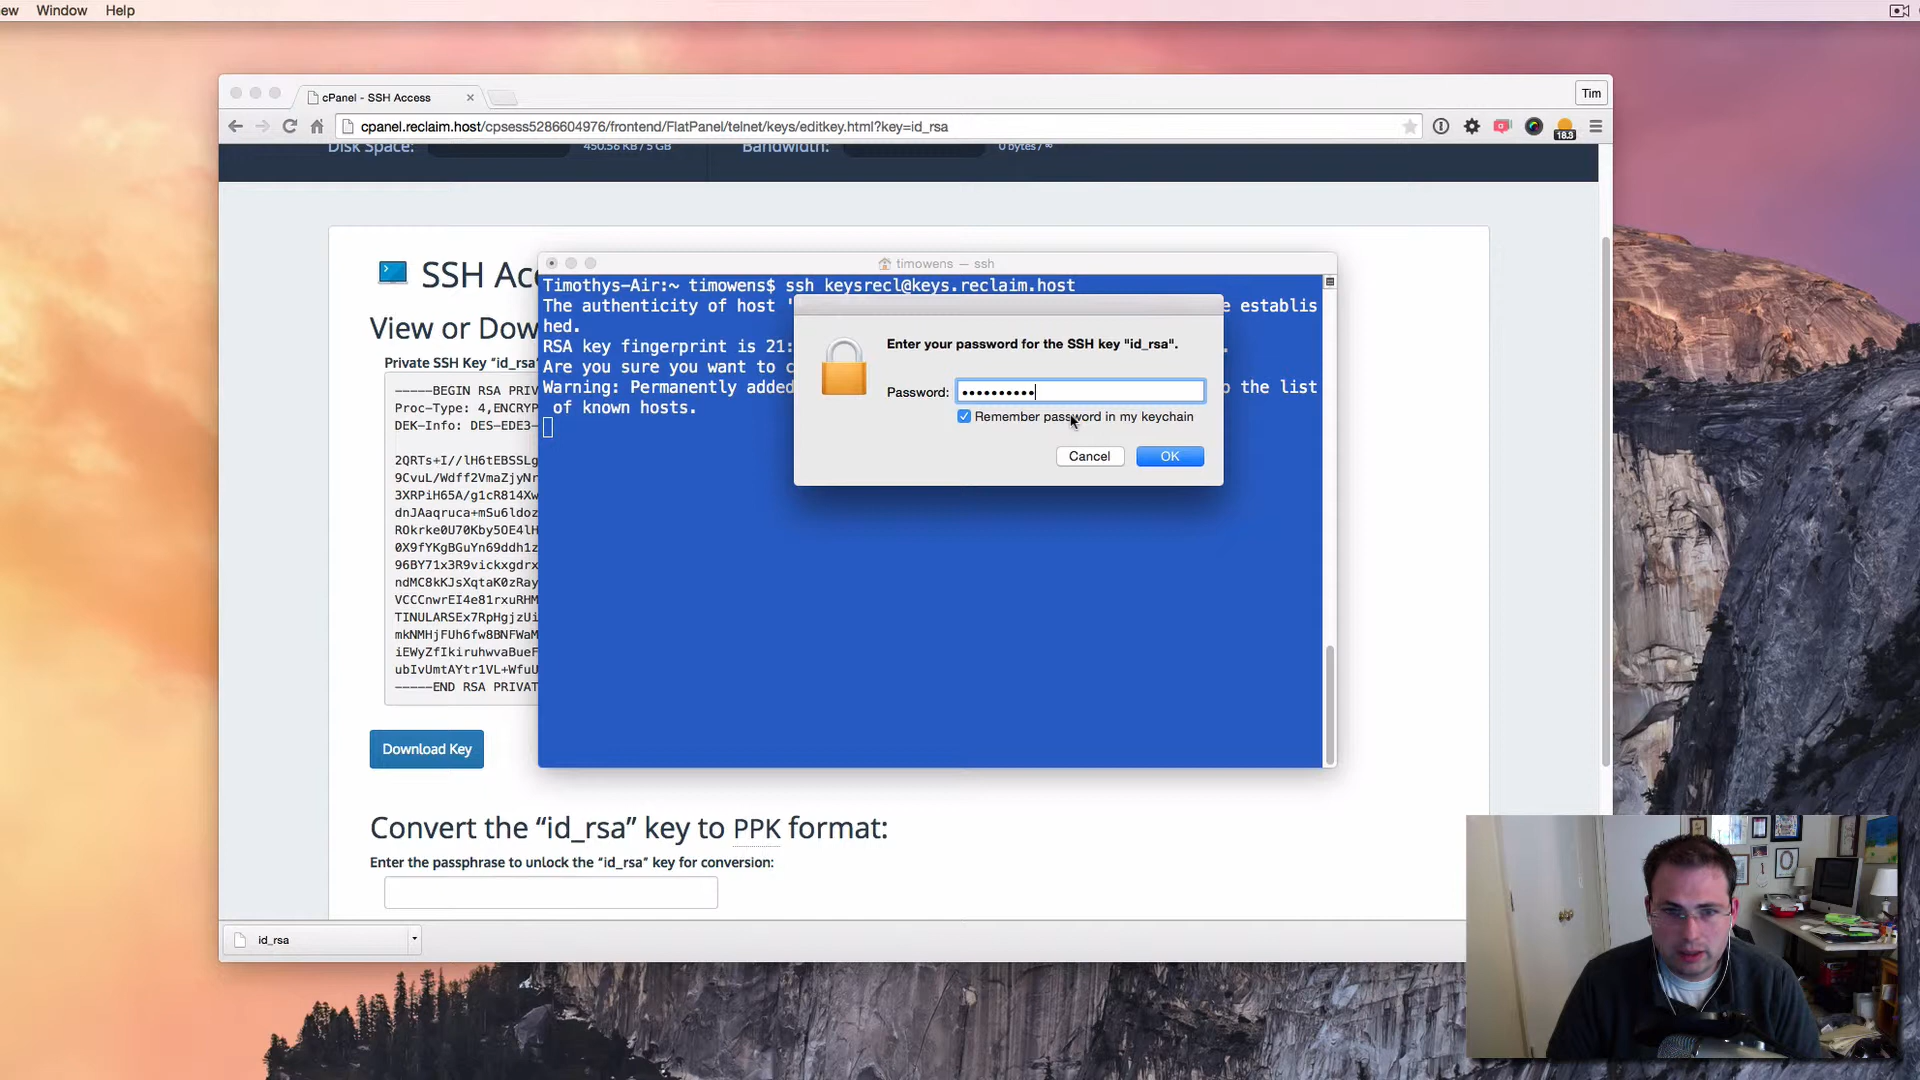 Window Help
cPanel - SSH Access
Tim
cpanel.reclaim.host/cpsess5286604976/frontend/FlatPanel/telnet/keys/editkey.html?key=id_rsa
18.3
Disk Space: 450.56 KB / 5 GB Bandwidth: 0 bytes / ∞
SSH Acc
View or Dow
Private SSH Key “id_rsa”
-----BEGIN RSA PRIV
Proc-Type: 4,ENCRYP
DEK-Info: DES-EDE3-
2QRTs+I//lH6tEBSSLg
9CvuL/Wdff2VmaZjyNr
3XRPiH65A/g1cR814Xw
dnJAaqruca+mSu6ldoz
ROkrke0U70Kby5OE4lH
0X9fYKgBGuYn69ddh1z
96BY71x3R9vickxgdrx
ndMC8kKJsXqtaK0zRay
VCCCnwrEI4e81rxuRHM
TINULARSEx7RpHgjzUi
mkNMHjFUh6fw8BNFWaM
iEWyZfIkiruhwvaBueF
ubIvUmtAYtr1VL+WfuU
-----END RSA PRIVAT
Download Key
Convert the “id_rsa” key to PPK format:
Enter the passphrase to unlock the “id_rsa” key for conversion:
id_rsa
timowens — ssh
Timothys-Air:~ timowens$ ssh keysrecl@keys.reclaim.host
The authenticity of host ' e establis
hed.
RSA key fingerprint is 21: .
Are you sure you want to c
Warning: Permanently added o the list
of known hosts.
Enter your password for the SSH key "id_rsa".
Password: ••••••••••
Remember password in my keychain
Cancel OK